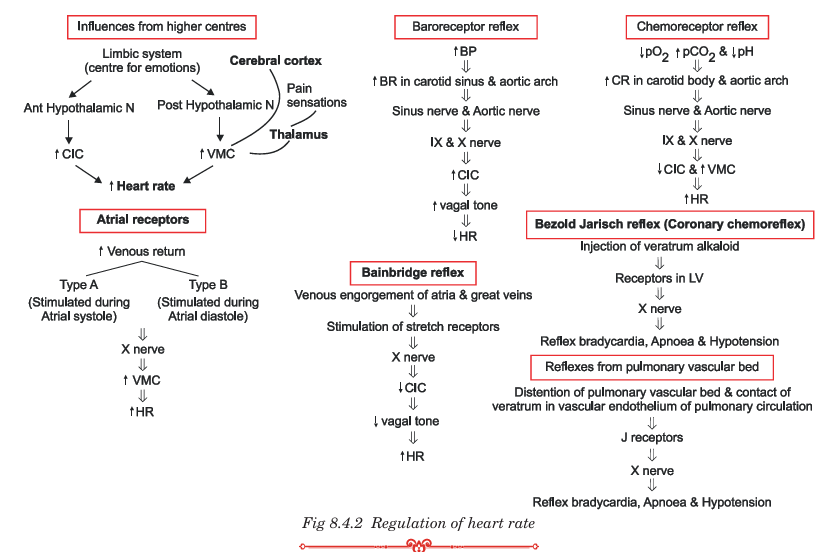 Influences from higher centres
Limbic system
(centre for emotions)
Cerebral cortex
Pain
sensations
Ant Hypothalamic N
Post Hypothalamic N
Thalamus
↑CIC
↑VMC
↑Heart rate
Atrial receptors
↑ Venous return
Type A
(Stimulated during
Atrial systole)
Type B
(Stimulated during
Atrial diastole)
⇓
X nerve
⇓
↑ VMC
⇓
↑HR
Baroreceptor reflex
↑BP
⇓
↑BR in carotid sinus & aortic arch
⇓
Sinus nerve & Aortic nerve
⇓
IX & X nerve
⇓
↑CIC
⇓
↑vagal tone
⇓
↓HR
Bainbridge reflex
Venous engorgement of atria & great veins
⇓
Stimulation of stretch receptors
⇓
X nerve
⇓
↓CIC
⇓
↓vagal tone
⇓
↑HR
Chemoreceptor reflex
↓pO2 ↑pCO2 & ↓pH
⇓
↑CR in carotid body & aortic arch
⇓
Sinus nerve & Aortic nerve
⇓
IX & X nerve
⇓
↓CIC & ↑VMC
⇓
↑HR
Bezold Jarisch reflex (Coronary chemoreflex)
Injection of veratrum alkaloid
⇓
Receptors in LV
⇓
X nerve
⇓
Reflex bradycardia, Apnoea & Hypotension
Reflexes from pulmonary vascular bed
Distention of pulmonary vascular bed & contact of
veratrum in vascular endothelium of pulmonary circulation
⇓
J receptors
⇓
X nerve
⇓
Reflex bradycardia, Apnoea & Hypotension
Fig 8.4.2 Regulation of heart rate